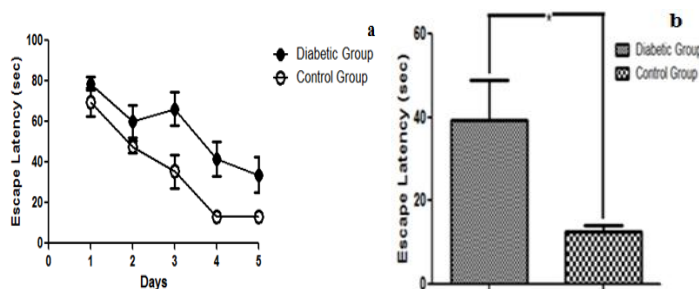 a
Diabetic Group
Control Group
Escape Latency (sec)
100
80
60
40
20
0
0
1
2
3
4
5
Days
b
*
Diabetic Group
Control Group
Escape Latency (sec)
60
40
20
0